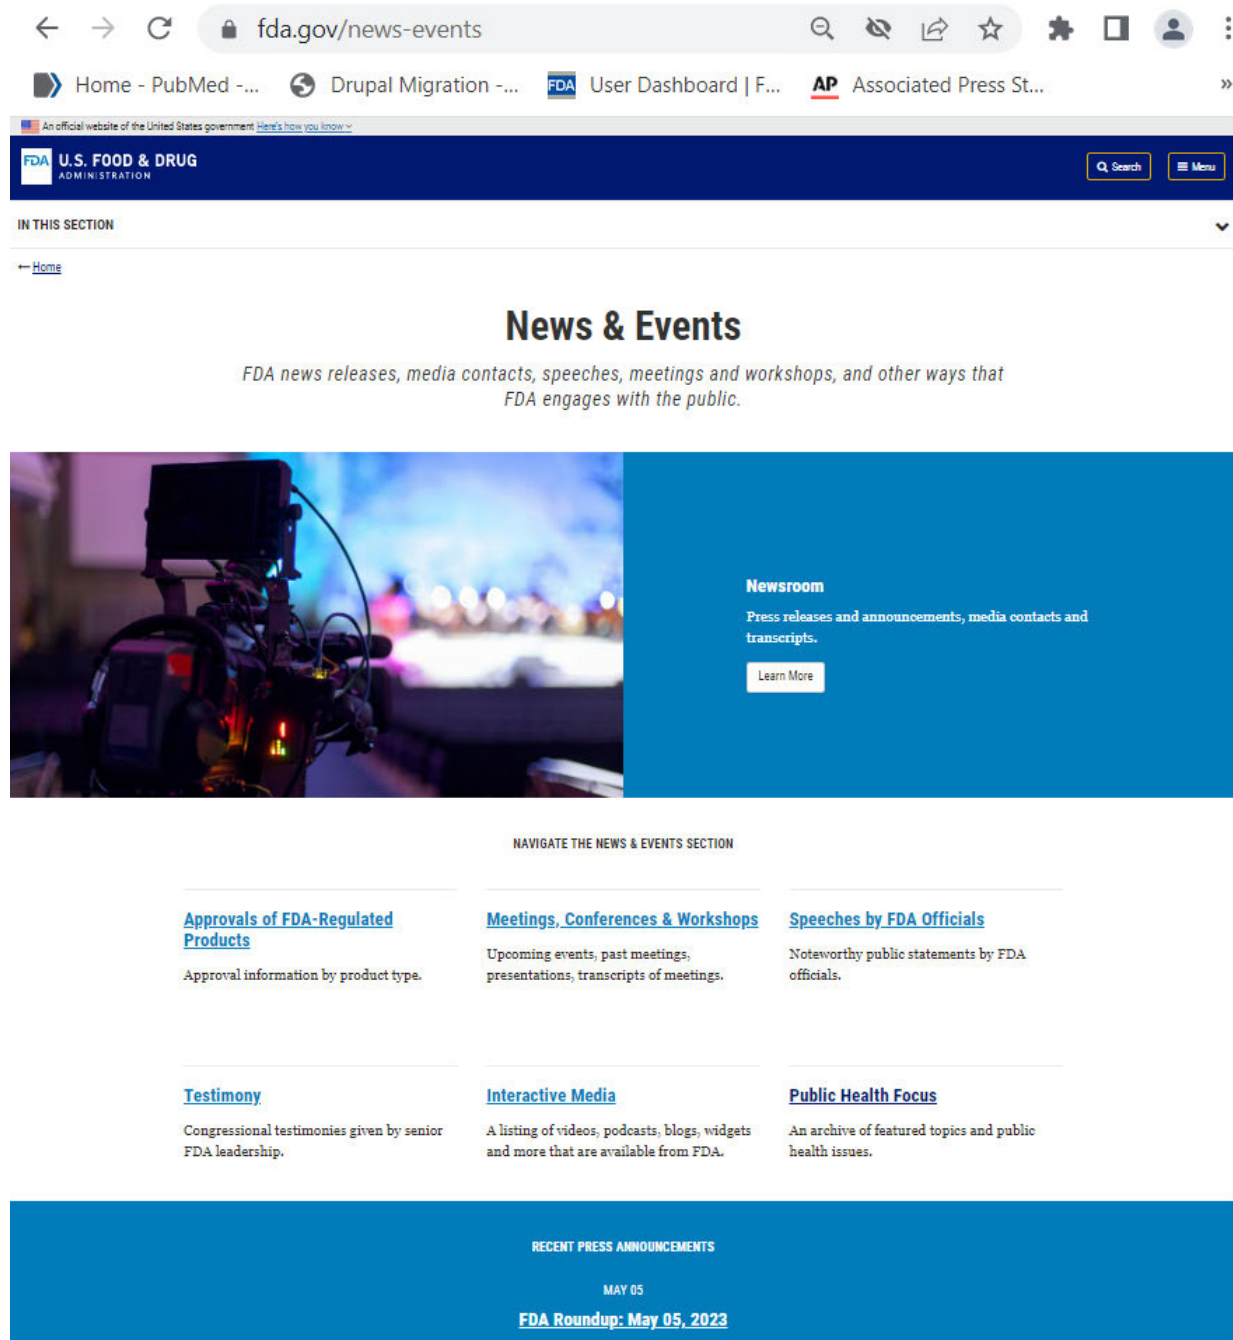 fda.gov/news-events
Home - PubMed -...
Drupal Migration -...
FDA
User Dashboard | F...
AP
Associated Press St...
»
An official website of the United States government Here's how you know
FDA
U.S. FOOD & DRUG
ADMINISTRATION
Search
Menu
IN THIS SECTION
←Home
News & Events
FDA news releases, media contacts, speeches, meetings and workshops, and other ways that
FDA engages with the public.
Newsroom
Press releases and announcements, media contacts and
transcripts.
Learn More
NAVIGATE THE NEWS & EVENTS SECTION
Approvals of FDA-Regulated
Products
Approval information by product type.
Meetings, Conferences & Workshops
Upcoming events, past meetings,
presentations, transcripts of meetings.
Speeches by FDA Officials
Noteworthy public statements by FDA
officials.
Testimony
Congressional testimonies given by senior
FDA leadership.
Interactive Media
A listing of videos, podcasts, blogs, widgets
and more that are available from FDA.
Public Health Focus
An archive of featured topics and public
health issues.
RECENT PRESS ANNOUNCEMENTS
MAY 05
FDA Roundup: May 05, 2023